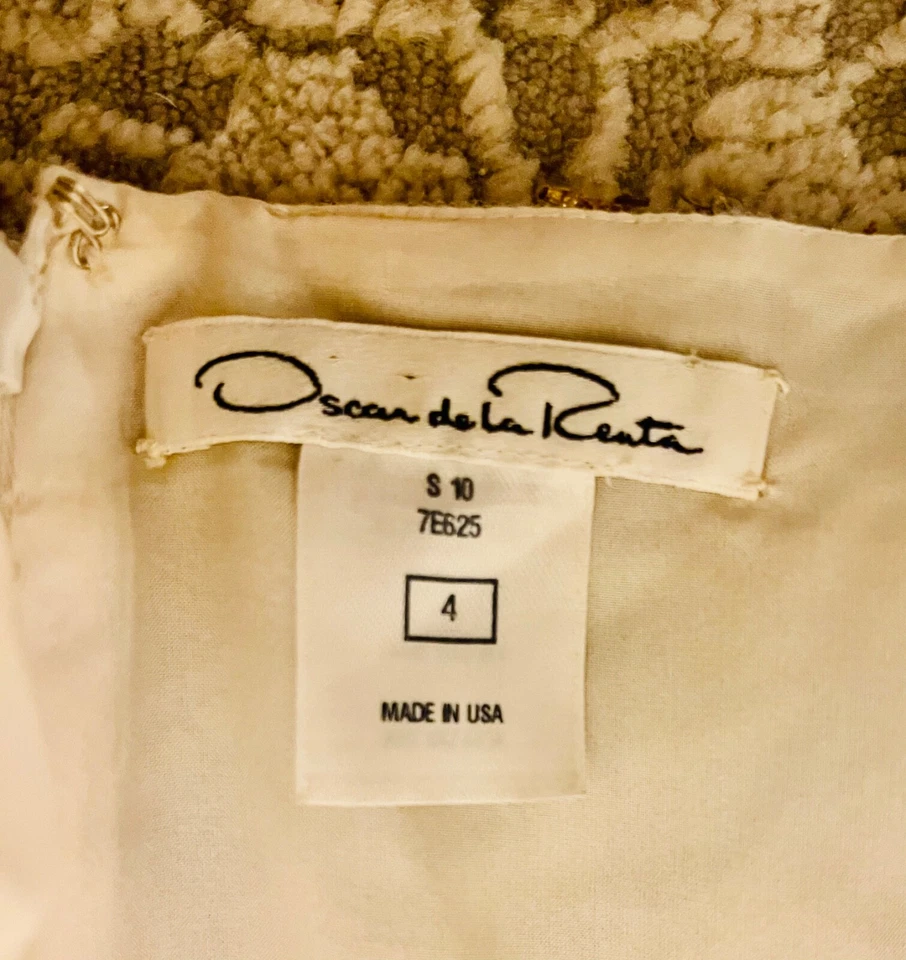 Oscar de la Renta
S 10
7E625
4
MADE IN USA